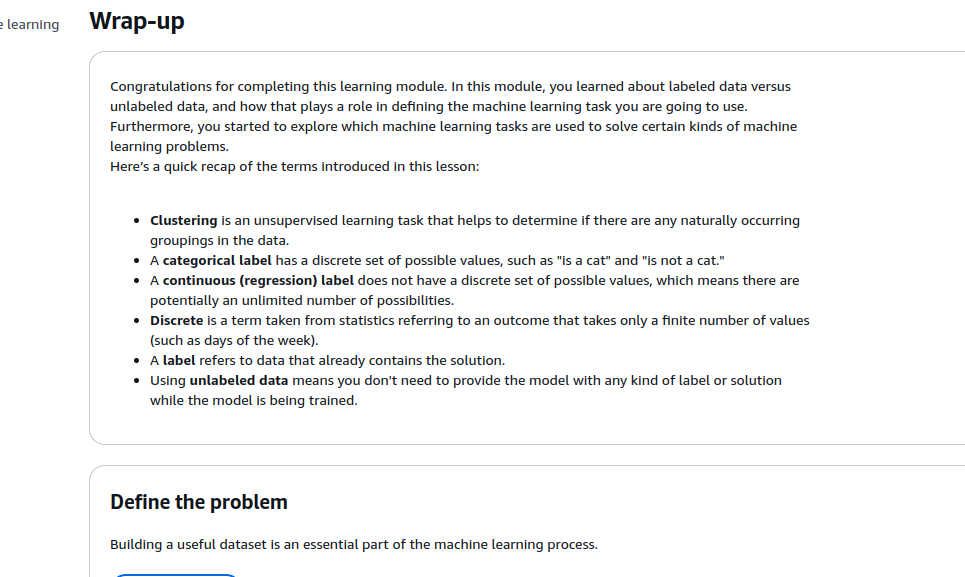 e learning
Wrap-up
Congratulations for completing this learning module. In this module, you learned about labeled data versus
unlabeled data, and how that plays a role in defining the machine learning task you are going to use.
Furthermore, you started to explore which machine learning tasks are used to solve certain kinds of machine
learning problems.
Here’s a quick recap of the terms introduced in this lesson:
• Clustering is an unsupervised learning task that helps to determine if there are any naturally occurring
groupings in the data.
• A categorical label has a discrete set of possible values, such as "is a cat" and "is not a cat."
• A continuous (regression) label does not have a discrete set of possible values, which means there are
potentially an unlimited number of possibilities.
• Discrete is a term taken from statistics referring to an outcome that takes only a finite number of values
(such as days of the week).
• A label refers to data that already contains the solution.
• Using unlabeled data means you don't need to provide the model with any kind of label or solution
while the model is being trained.
Define the problem
Building a useful dataset is an essential part of the machine learning process.